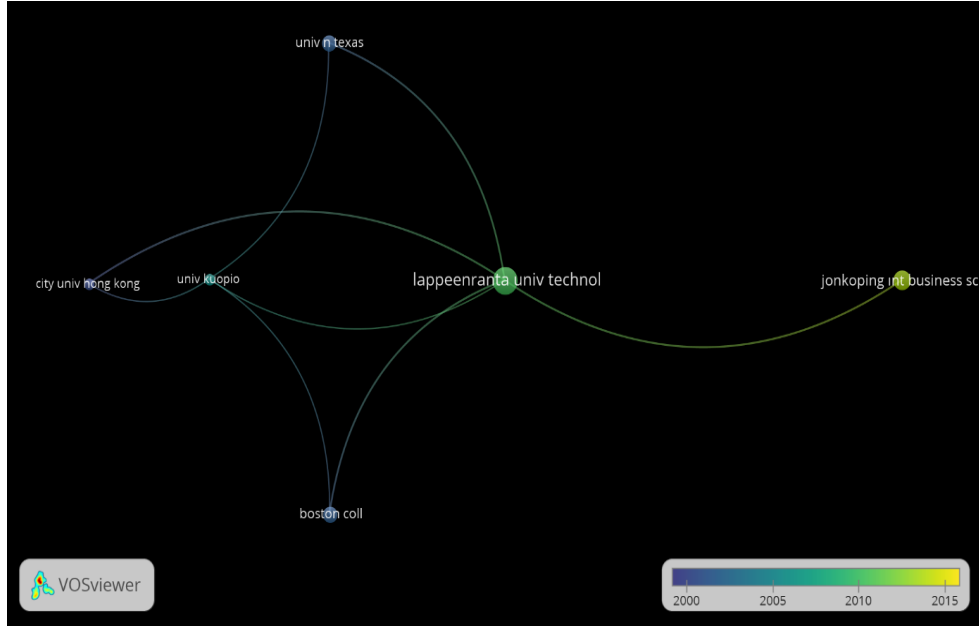 univ n texas
city univ hong kong
univ kuopio
lappeenranta univ technol
jonkoping int business sc
boston coll
VOSviewer
2000 2005 2010 2015